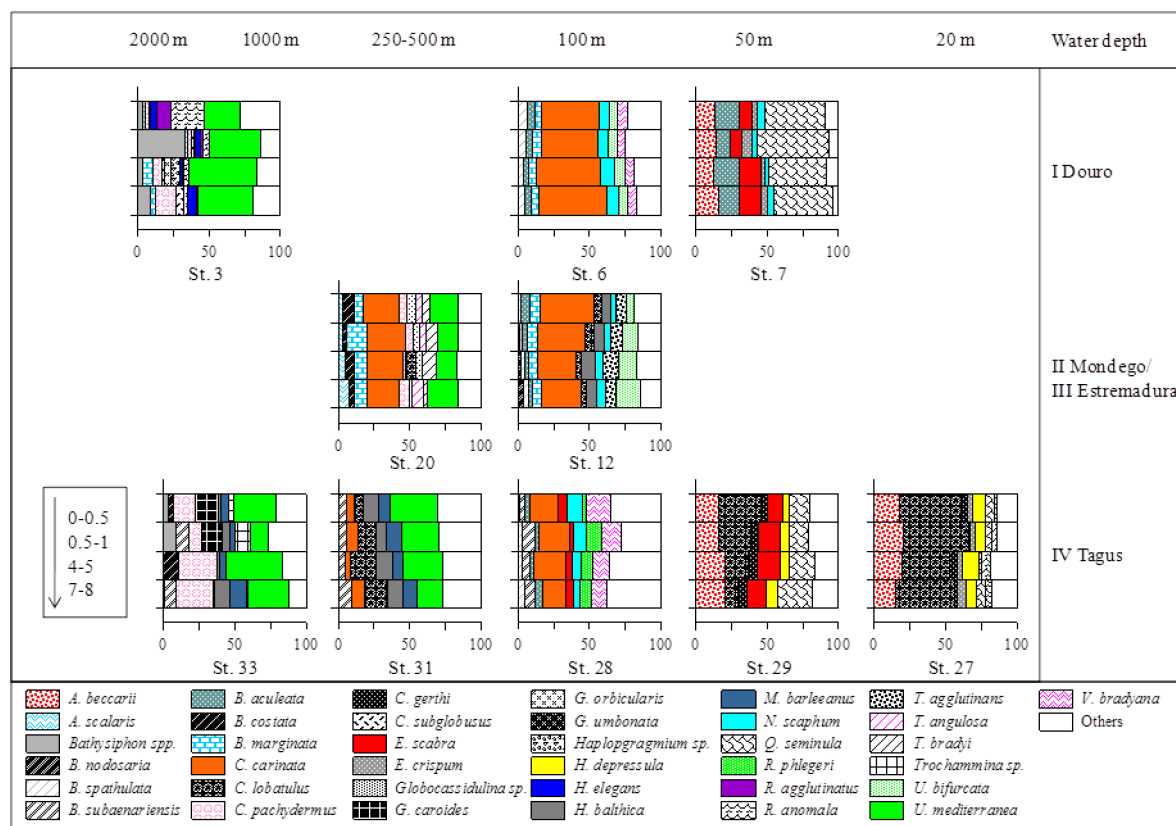 2000 m 1000 m 250-500 m 100 m 50 m 20 m Water depth
I Douro
0 50 100 0 50 100 0 50 100
St. 3 St. 6 St. 7
II Mondego/
III Estremadura
0 50 100 0 50 100
St. 20 St. 12
0-0.5
0.5-1
4-5
7-8
IV Tagus
0 50 100 0 50 100 0 50 100 0 50 100 0 50 100
St. 33 St. 31 St. 28 St. 29 St. 27
A. beccarii B. aculeata C. gerthi G. orbicularis M. barleeanus T. agglutinans V. bradyana
A. scalaris B. costata C. subglobusus G. umbonata N. scaphum T. angulosa Others
Bathysiphon spp. B. marginata E. scabra Haplopgragmium sp. Q. seminula T. bradyi
B. nodosaria C. carinata E. crispum H. depressula R. phlegeri Trochammina sp.
B. spathulata C. lobatulus Globocassidulina sp. H. elegans R. agglutinatus U. bifurcata
B. subaenariensis C. pachydermus G. caroides H. balthica R. anomala U. mediterranea